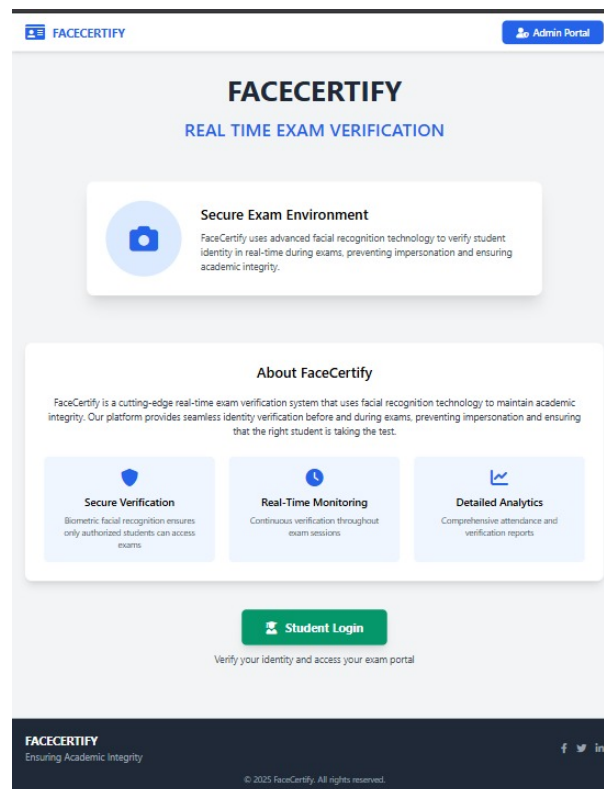 FACECERTIFY
Admin Portal
FACECERTIFY
REAL TIME EXAM VERIFICATION
Secure Exam Environment
FaceCertify uses advanced facial recognition technology to verify student
identity in real-time during exams, preventing impersonation and ensuring
academic integrity.
About FaceCertify
FaceCertify is a cutting-edge real-time exam verification system that uses facial recognition technology to maintain academic
integrity. Our platform provides seamless identity verification before and during exams, preventing impersonation and ensuring
that the right student is taking the test.
Secure Verification
Biometric facial recognition ensures
only authorized students can access
exams
Real-Time Monitoring
Continuous verification throughout
exam sessions
Detailed Analytics
Comprehensive attendance and
verification reports
Student Login
Verify your identity and access your exam portal
FACECERTIFY
Ensuring Academic Integrity
© 2025 FaceCertify. All rights reserved.